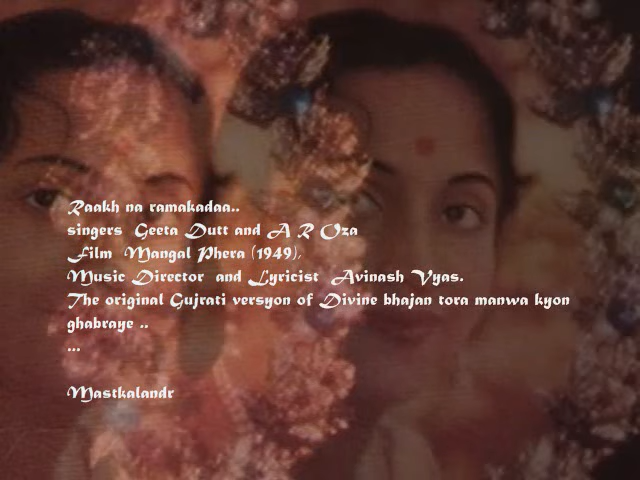 Raakh na ramakadaa..
singers Geeta Dutt and A R Oza
Film Mangal Phera (1949),
Music Director and Lyricist Avinash Vyas.
The original Gujrati versyon of Divine bhajan tora manwa kyon
ghabraye ..
...
Mastkalandr